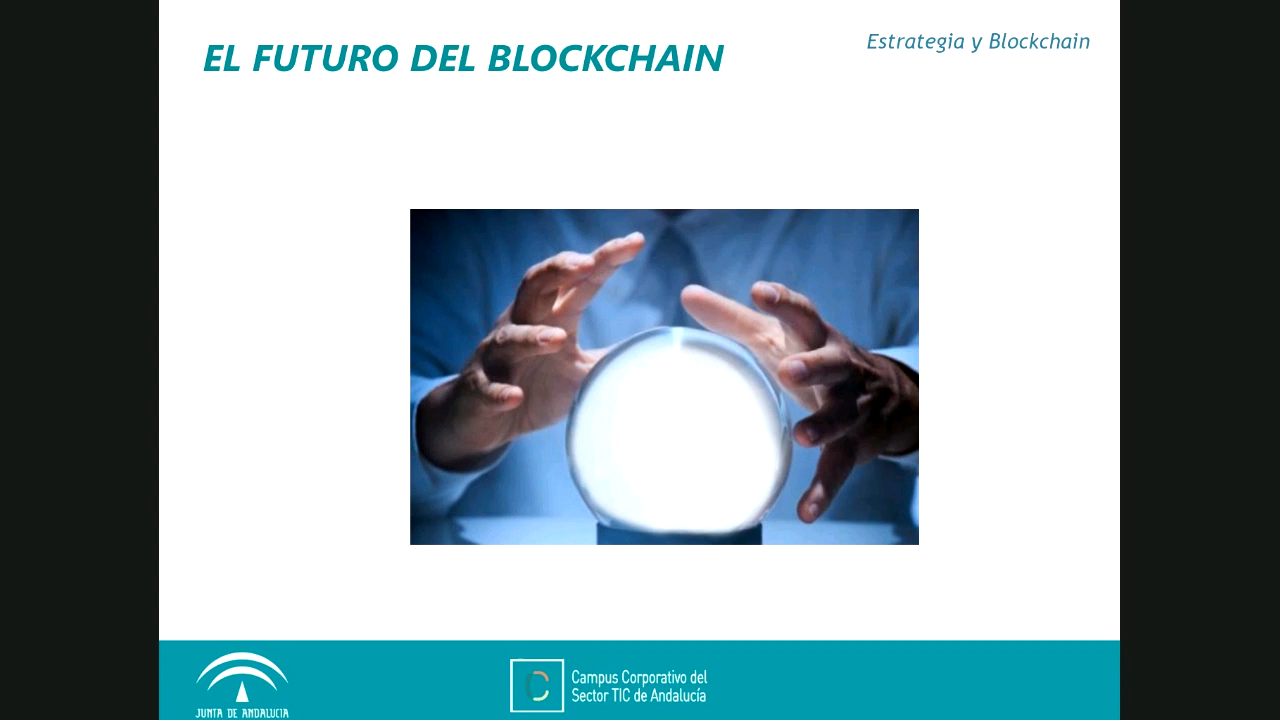 EL FUTURO DEL BLOCKCHAIN
Estrategia y Blockchain
JUNTA DE ANDALUCIA
C
Campus Corporativo del
Sector TIC de Andalucía